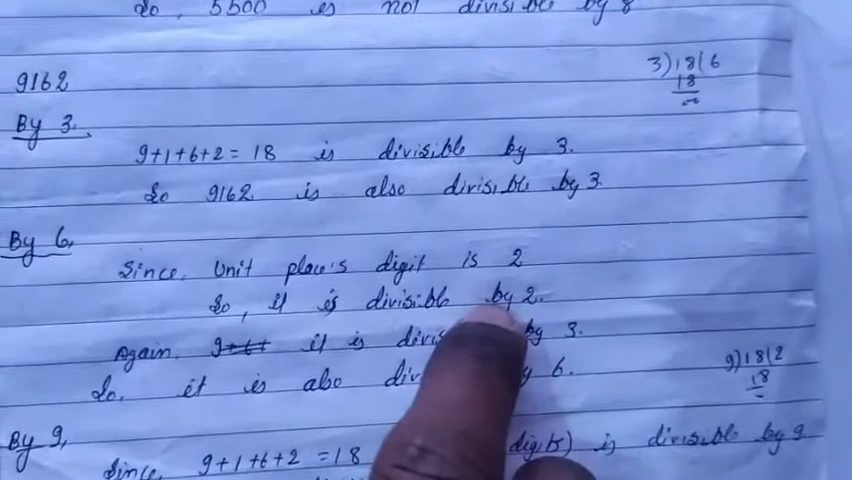 So, 5500 is not divisible by 8
3)18(6
18
9162
By 3.
9+1+6+2= 18 is divisible by 3.
So 9162 is also divisible by 3.
By 6,
Since, Unit place's digit is 2
So, it is divisible by 2.
Again, it is by 3.
So, it is also by 6.
9)18(2
18
By 9,
Since, 9+1+6+2 =18 digits) is divisible by 9